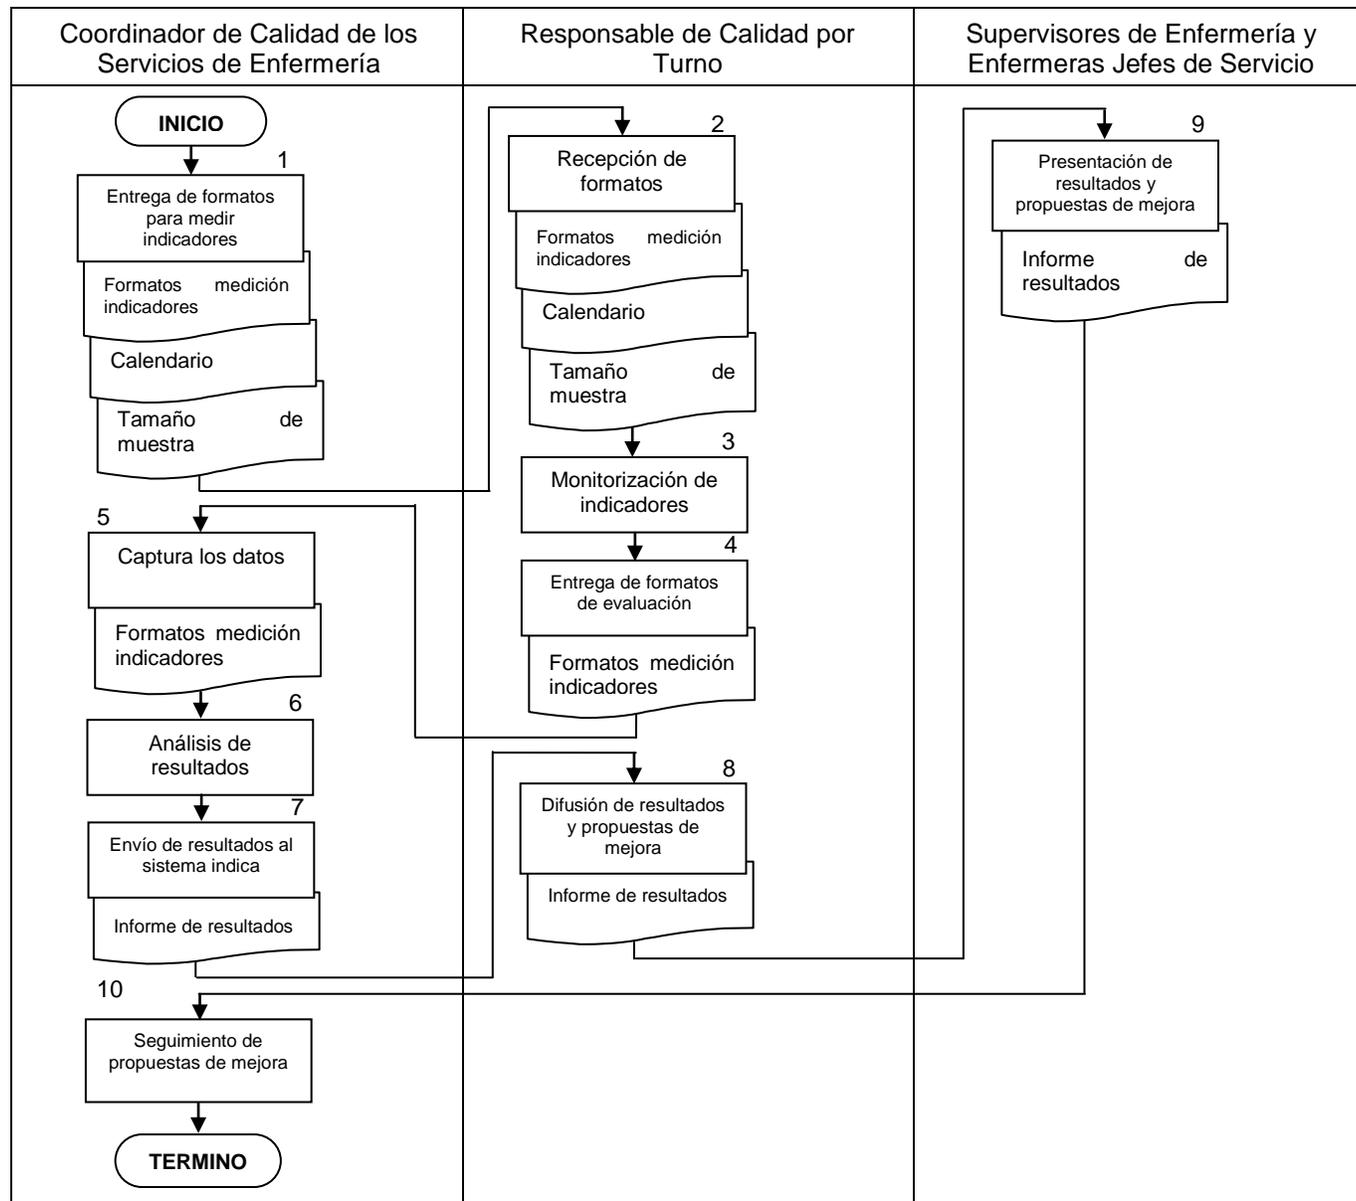 Coordinador de Calidad de los
Servicios de Enfermería
Responsable de Calidad por
Turno
Supervisores de Enfermería y
Enfermeras Jefes de Servicio
INICIO
1
Entrega de formatos
para medir
indicadores
Formatos medición
indicadores
Calendario
Tamaño de
muestra
2
Recepción de
formatos
Formatos medición
indicadores
Calendario
Tamaño de
muestra
3
Monitorización de
indicadores
4
Entrega de formatos
de evaluación
Formatos medición
indicadores
5
Captura los datos
Formatos medición
indicadores
6
Análisis de
resultados
7
Envío de resultados al
sistema indica
Informe de resultados
8
Difusión de resultados
y propuestas de
mejora
Informe de resultados
9
Presentación de
resultados y
propuestas de mejora
Informe de
resultados
10
Seguimiento de
propuestas de mejora
TERMINO